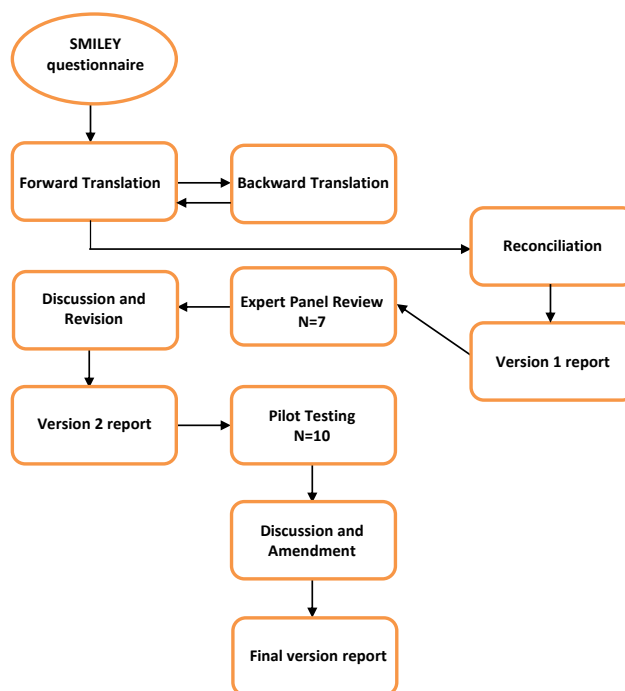 SMILEY
questionnaire
Forward Translation
Backward Translation
Reconciliation
Version 1 report
Expert Panel Review
N=7
Discussion and
Revision
Version 2 report
Pilot Testing
N=10
Discussion and
Amendment
Final version report